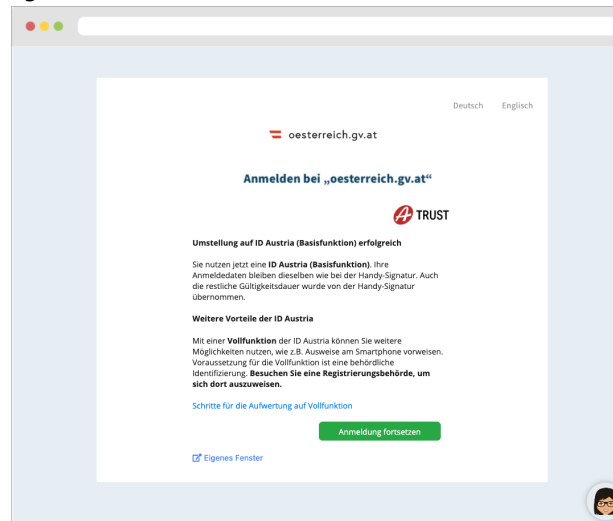 Deutsch Englisch
oesterreich.gv.at
Anmelden bei „oesterreich.gv.at“
A TRUST
Umstellung auf ID Austria (Basisfunktion) erfolgreich
Sie nutzen jetzt eine ID Austria (Basisfunktion). Ihre
Anmeldedaten bleiben dieselben wie bei der Handy-Signatur. Auch
die restliche Gültigkeitsdauer wurde von der Handy-Signatur
übernommen.
Weitere Vorteile der ID Austria
Mit einer Vollfunktion der ID Austria können Sie weitere
Möglichkeiten nutzen, wie z.B. Ausweise am Smartphone vorweisen.
Voraussetzung für die Vollfunktion ist eine behördliche
Identifizierung. Besuchen Sie eine Registrierungsbehörde, um
sich dort auszuweisen.
Schritte für die Aufwertung auf Vollfunktion
Anmeldung fortsetzen
Eigenes Fenster